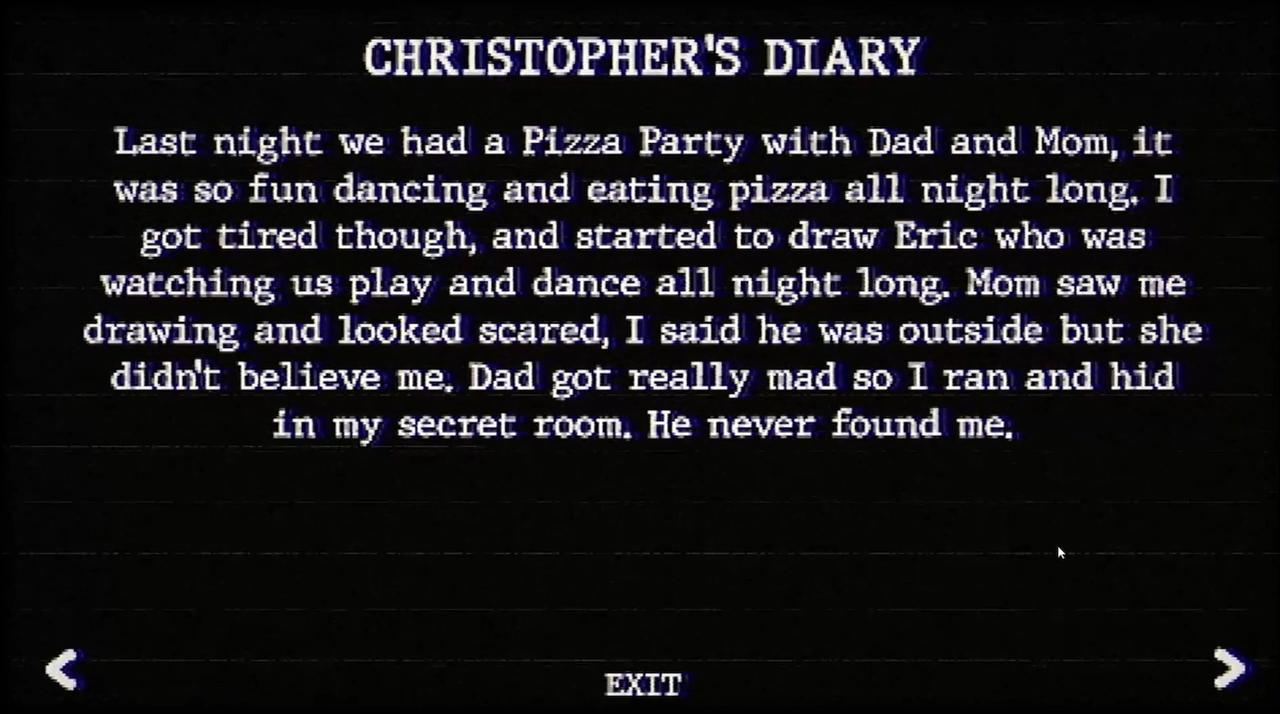 CHRISTOPHER'S DIARY
Last night we had a Pizza Party with Dad and Mom, it
was so fun dancing and eating pizza all night long. I
got tired though, and started to draw Eric who was
watching us play and dance all night long. Mom saw me
drawing and looked scared, I said he was outside but she
didn't believe me. Dad got really mad so I ran and hid
in my secret room. He never found me.
< EXIT >